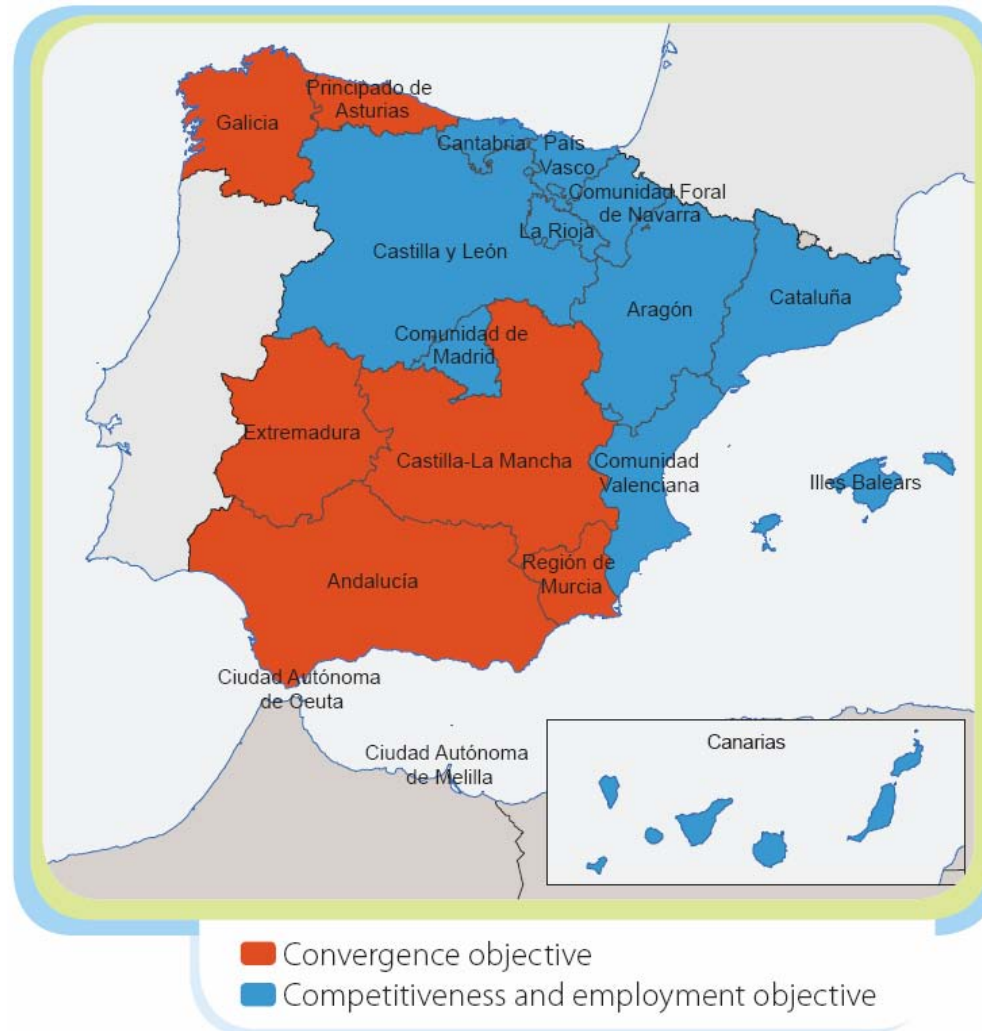 Principado de
Asturias
Galicia
Cantabria
País
Vasco
Comunidad Foral
de Navarra
La Rioja
Castilla y León
Aragón
Cataluña
Comunidad de
Madrid
Extremadura
Castilla-La Mancha
Comunidad
Valenciana
Illes Balears
Andalucía
Región de
Murcia
Ciudad Autónoma
de Ceuta
Ciudad Autónoma
de Melilla
Canarias
Convergence objective
Competitiveness and employment objective